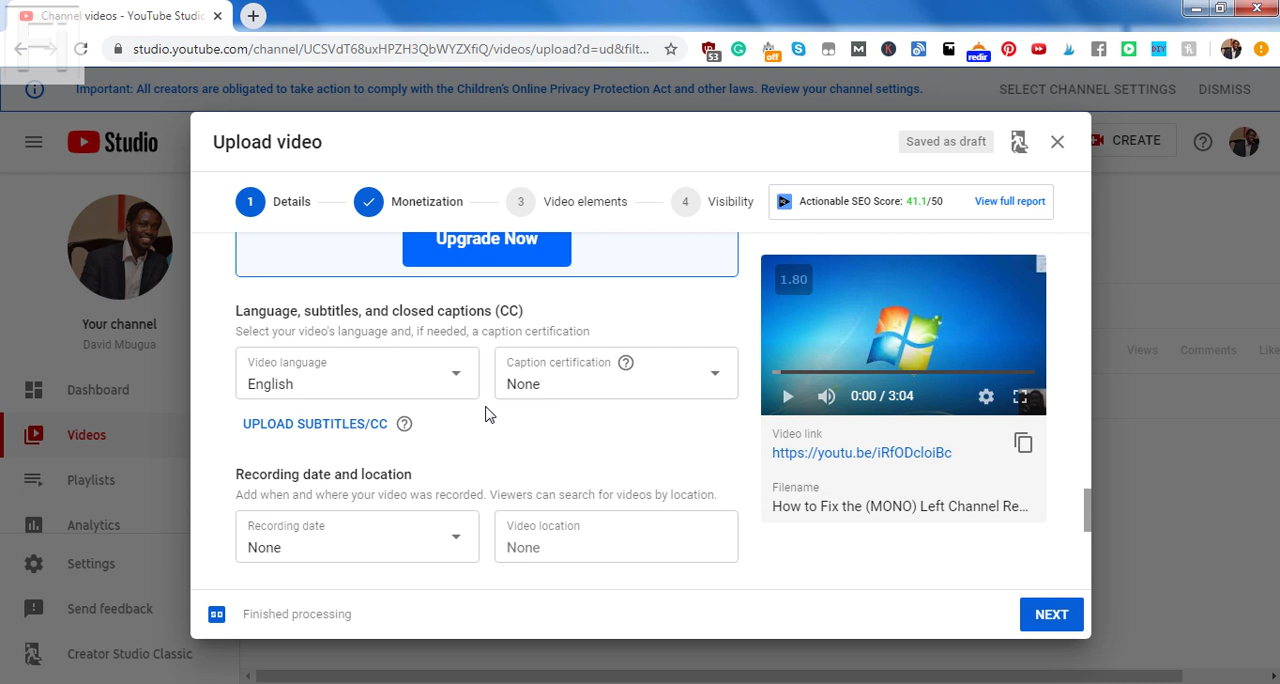 Channel videos - YouTube Studio
studio.youtube.com/channel/UCSVdT68uxHPZH3QbWYZXfiQ/videos/upload?d=ud&filt...
53
off
redir
DIY
Important: All creators are obligated to take action to comply with the Children's Online Privacy Protection Act and other laws. Review your channel settings.
SELECT CHANNEL SETTINGS
DISMISS
Studio
CREATE
Upload video
Saved as draft
1 Details
Monetization
3 Video elements
4 Visibility
Actionable SEO Score: 41.1/50
View full report
Upgrade Now
Language, subtitles, and closed captions (CC)
Select your video's language and, if needed, a caption certification
Video language
English
Caption certification
None
UPLOAD SUBTITLES/CC
Recording date and location
Add when and where your video was recorded. Viewers can search for videos by location.
Recording date
None
Video location
None
1.80
0:00 / 3:04
Video link
https://youtu.be/iRfODcloiBc
Filename
How to Fix the (MONO) Left Channel Re...
SD
Finished processing
NEXT
Your channel
David Mbugua
Dashboard
Videos
Playlists
Analytics
Settings
Send feedback
Creator Studio Classic
Views
Comments
Like